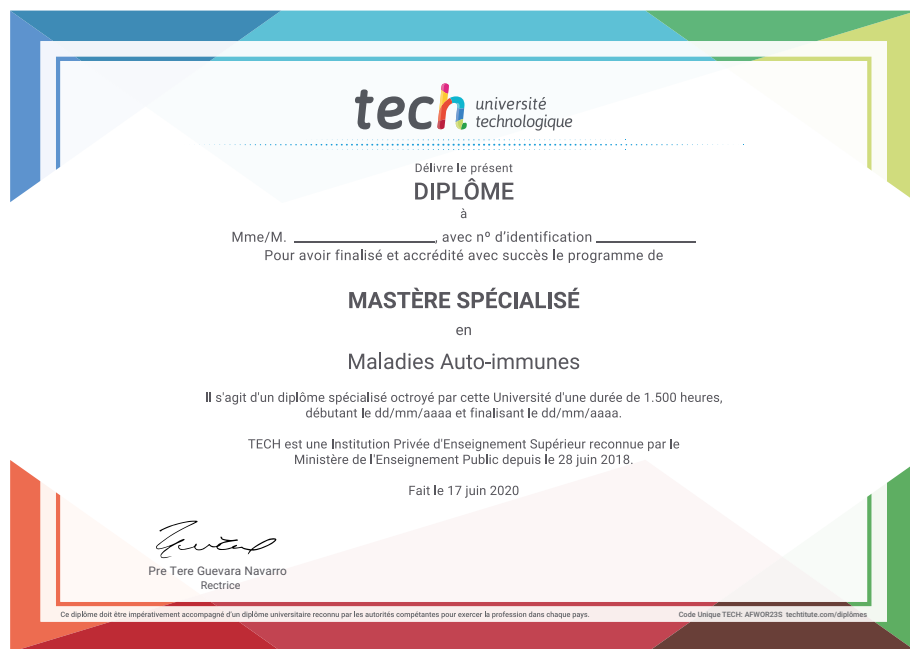 tech université
technologique
Délivre le présent
DIPLÔME
à
Mme/M. ____________, avec nº d'identification ____________
Pour avoir finalisé et accrédité avec succès le programme de
MASTÈRE SPÉCIALISÉ
en
Maladies Auto-immunes
Il s'agit d'un diplôme spécialisé octroyé par cette Université d'une durée de 1.500 heures,
débutant le dd/mm/aaaa et finalisant le dd/mm/aaaa.
TECH est une Institution Privée d'Enseignement Supérieur reconnue par le
Ministère de l'Enseignement Public depuis le 28 juin 2018.
Fait le 17 juin 2020
Pre Tere Guevara Navarro
Rectrice
Ce diplôme doit être impérativement accompagné d'un diplôme universitaire reconnu par les autorités compétentes pour exercer la profession dans chaque pays. Code Unique TECH: AFWOR23S techtitute.com/diplômes